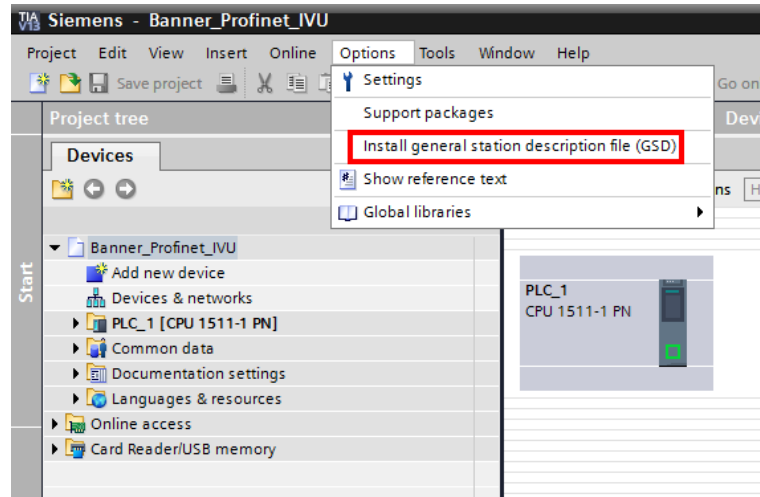 TIA V13 Siemens - Banner_Profinet_IVU
Project Edit View Insert Online Options Tools Window Help
Save project
Go on
Settings
Support packages
Install general station description file (GSD)
Show reference text
Global libraries
Project tree
Dev
Devices
ns H
Start
Banner_Profinet_IVU
Add new device
Devices & networks
PLC_1 [CPU 1511-1 PN]
Common data
Documentation settings
Languages & resources
Online access
Card Reader/USB memory
PLC_1
CPU 1511-1 PN